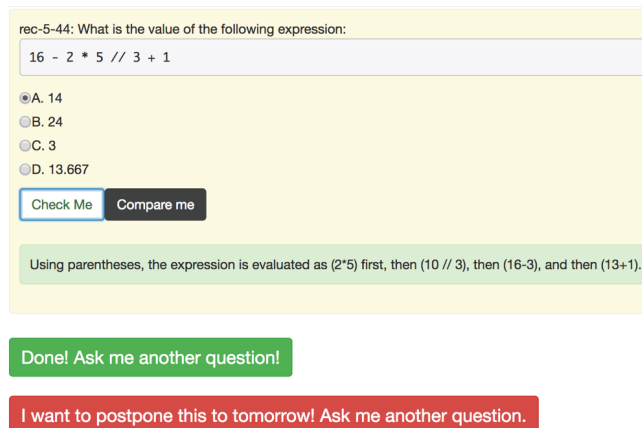 rec-5-44: What is the value of the following expression:
16 - 2 * 5 // 3 + 1
A. 14
B. 24
C. 3
D. 13.667
Check Me Compare me
Using parentheses, the expression is evaluated as (2*5) first, then (10 // 3), then (16-3), and then (13+1).
Done! Ask me another question!
I want to postpone this to tomorrow! Ask me another question.